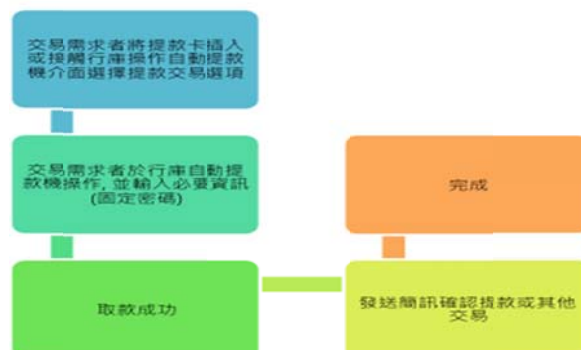 交易需求者將提款卡插入
或接觸行庫操作自動提款
機介面選擇提款交易選項
交易需求者於行庫自動提
款機操作, 並輸入必要資訊
(固定密碼)
取款成功
發送簡訊確認提款或其他
交易
完成